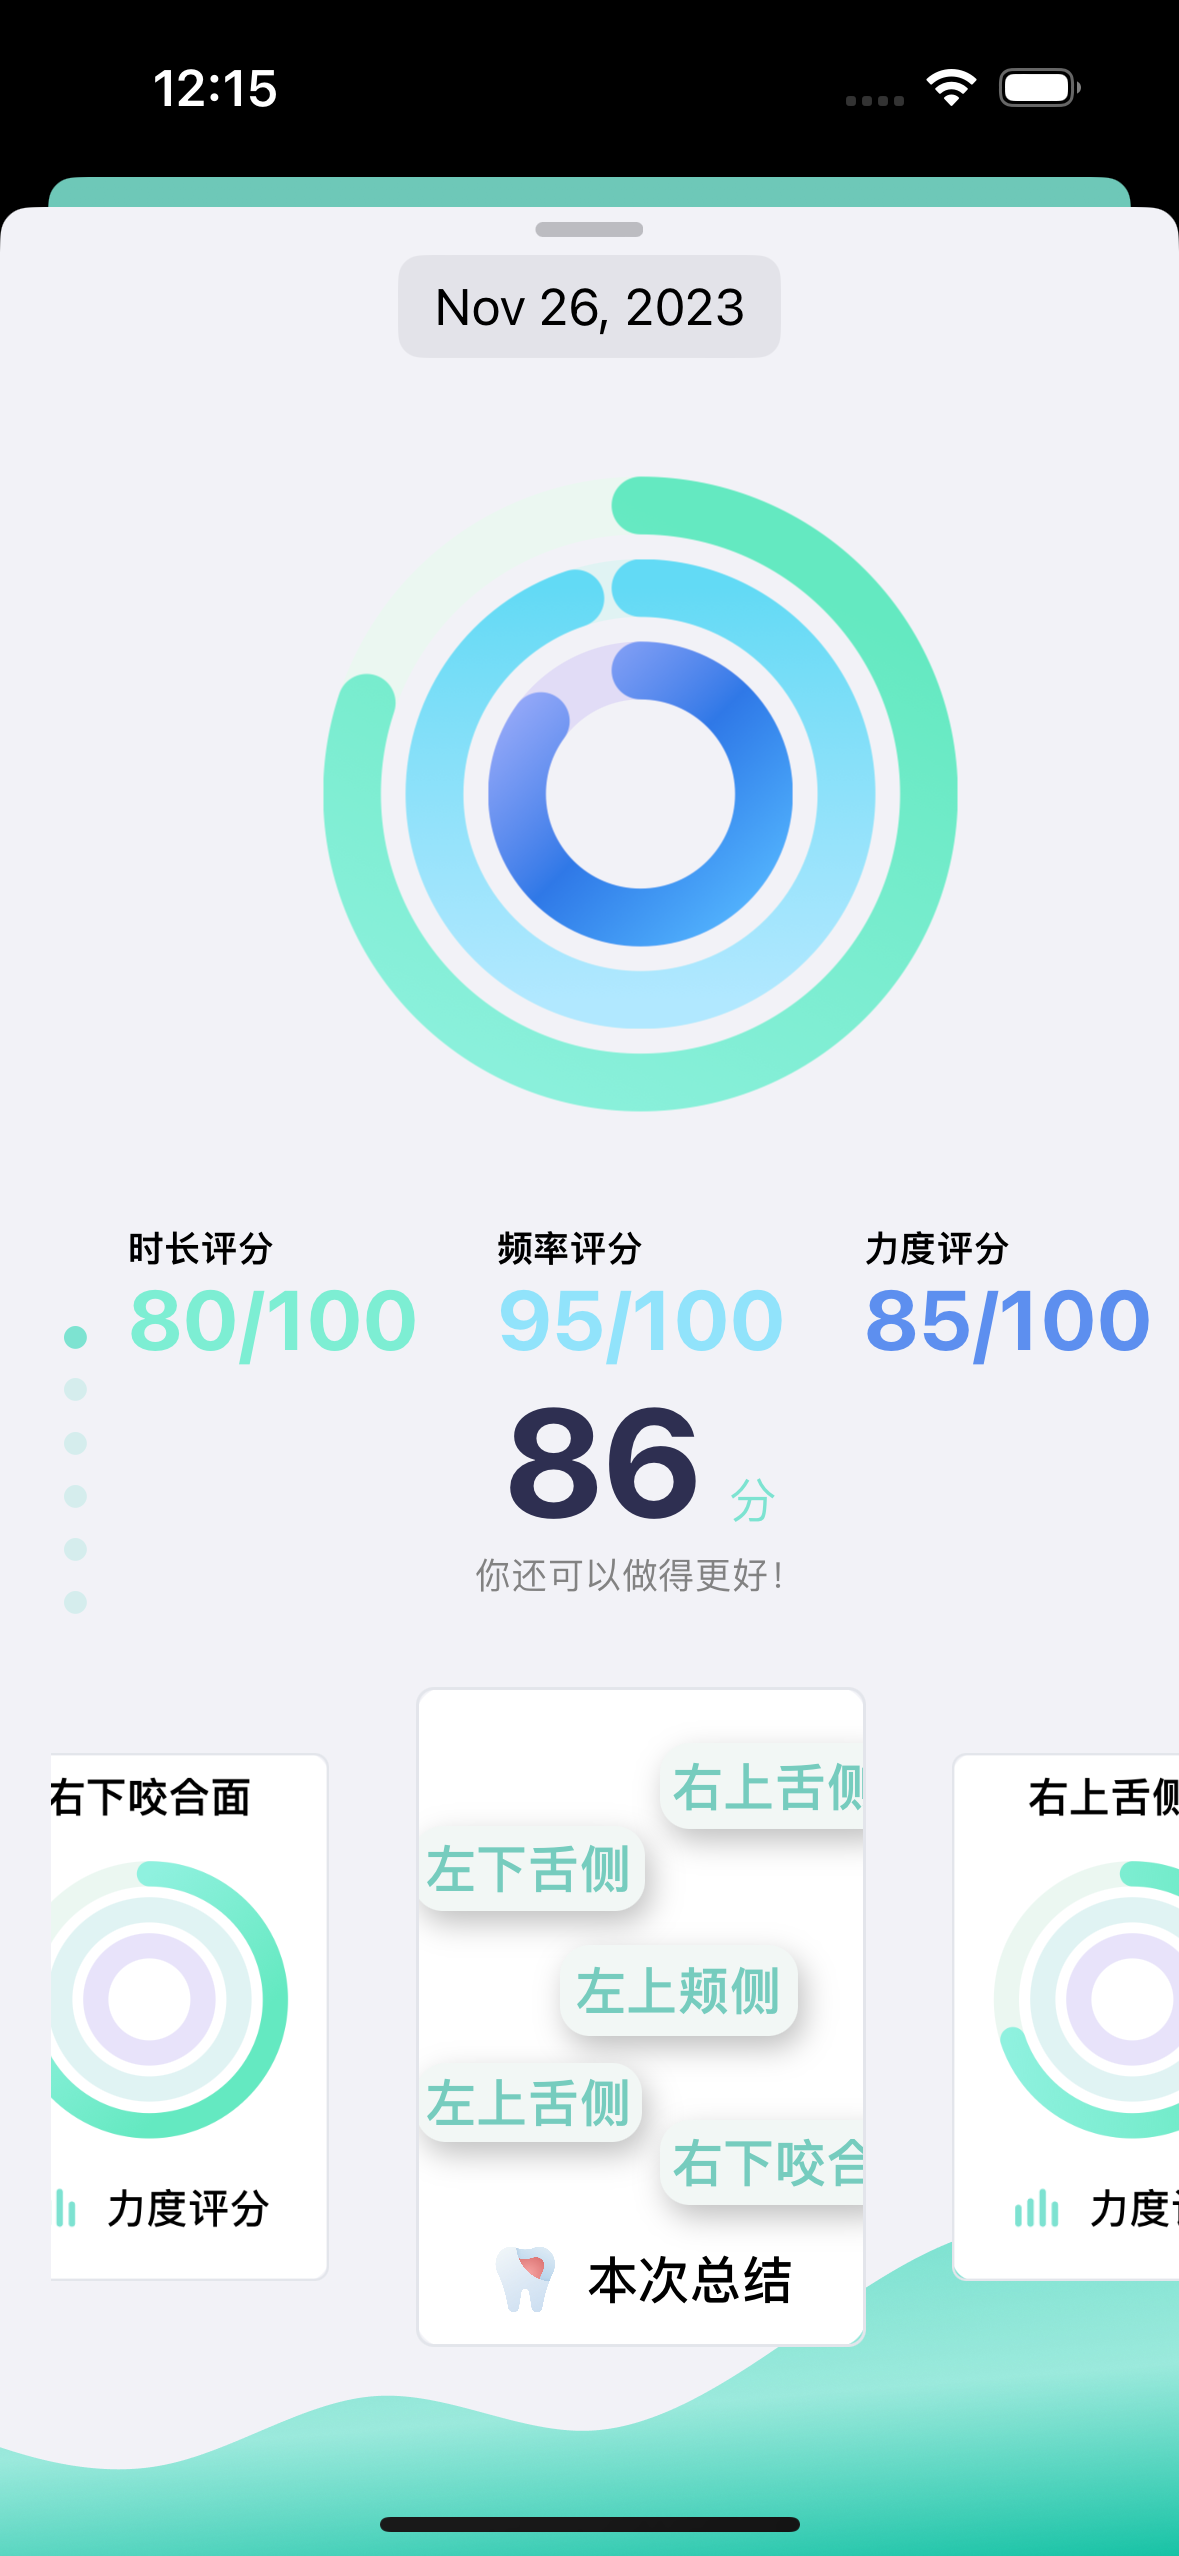 12:15
Nov 26, 2023
时长评分 频率评分 力度评分
80/100 95/100 85/100
86 分
你还可以做得更好！
右下咬合面
力度评分
右上舌侧
左下舌侧
左上颊侧
左上舌侧
右下咬合
本次总结
右上舌侧
力度